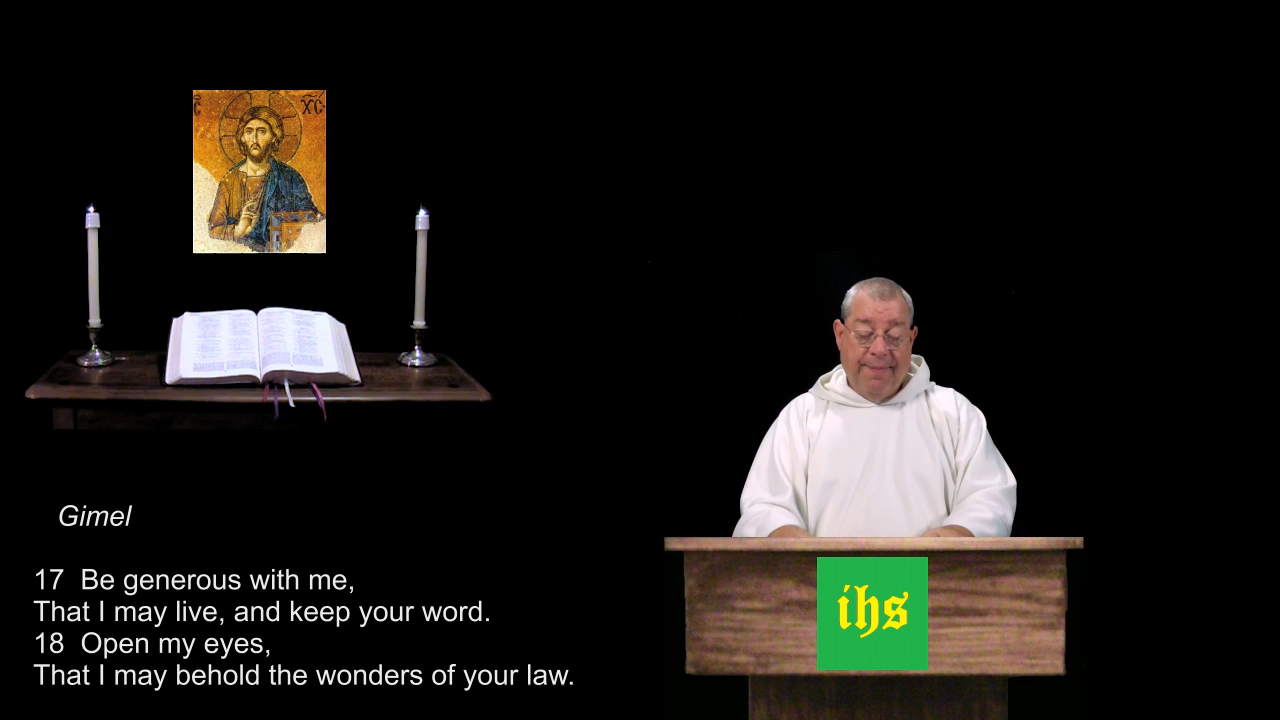 XC
Gimel
17 Be generous with me,
That I may live, and keep your word.
18 Open my eyes,
That I may behold the wonders of your law.
ihs